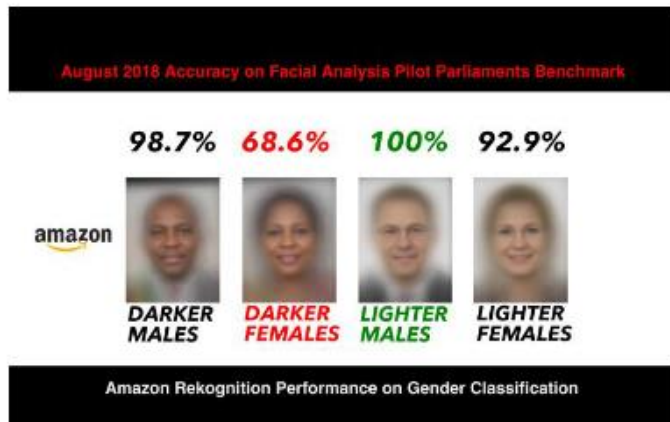 August 2018 Accuracy on Facial Analysis Pilot Parliaments Benchmark
98.7% 68.6% 100% 92.9%
amazon
DARKER MALES
DARKER FEMALES
LIGHTER MALES
LIGHTER FEMALES
Amazon Rekognition Performance on Gender Classification